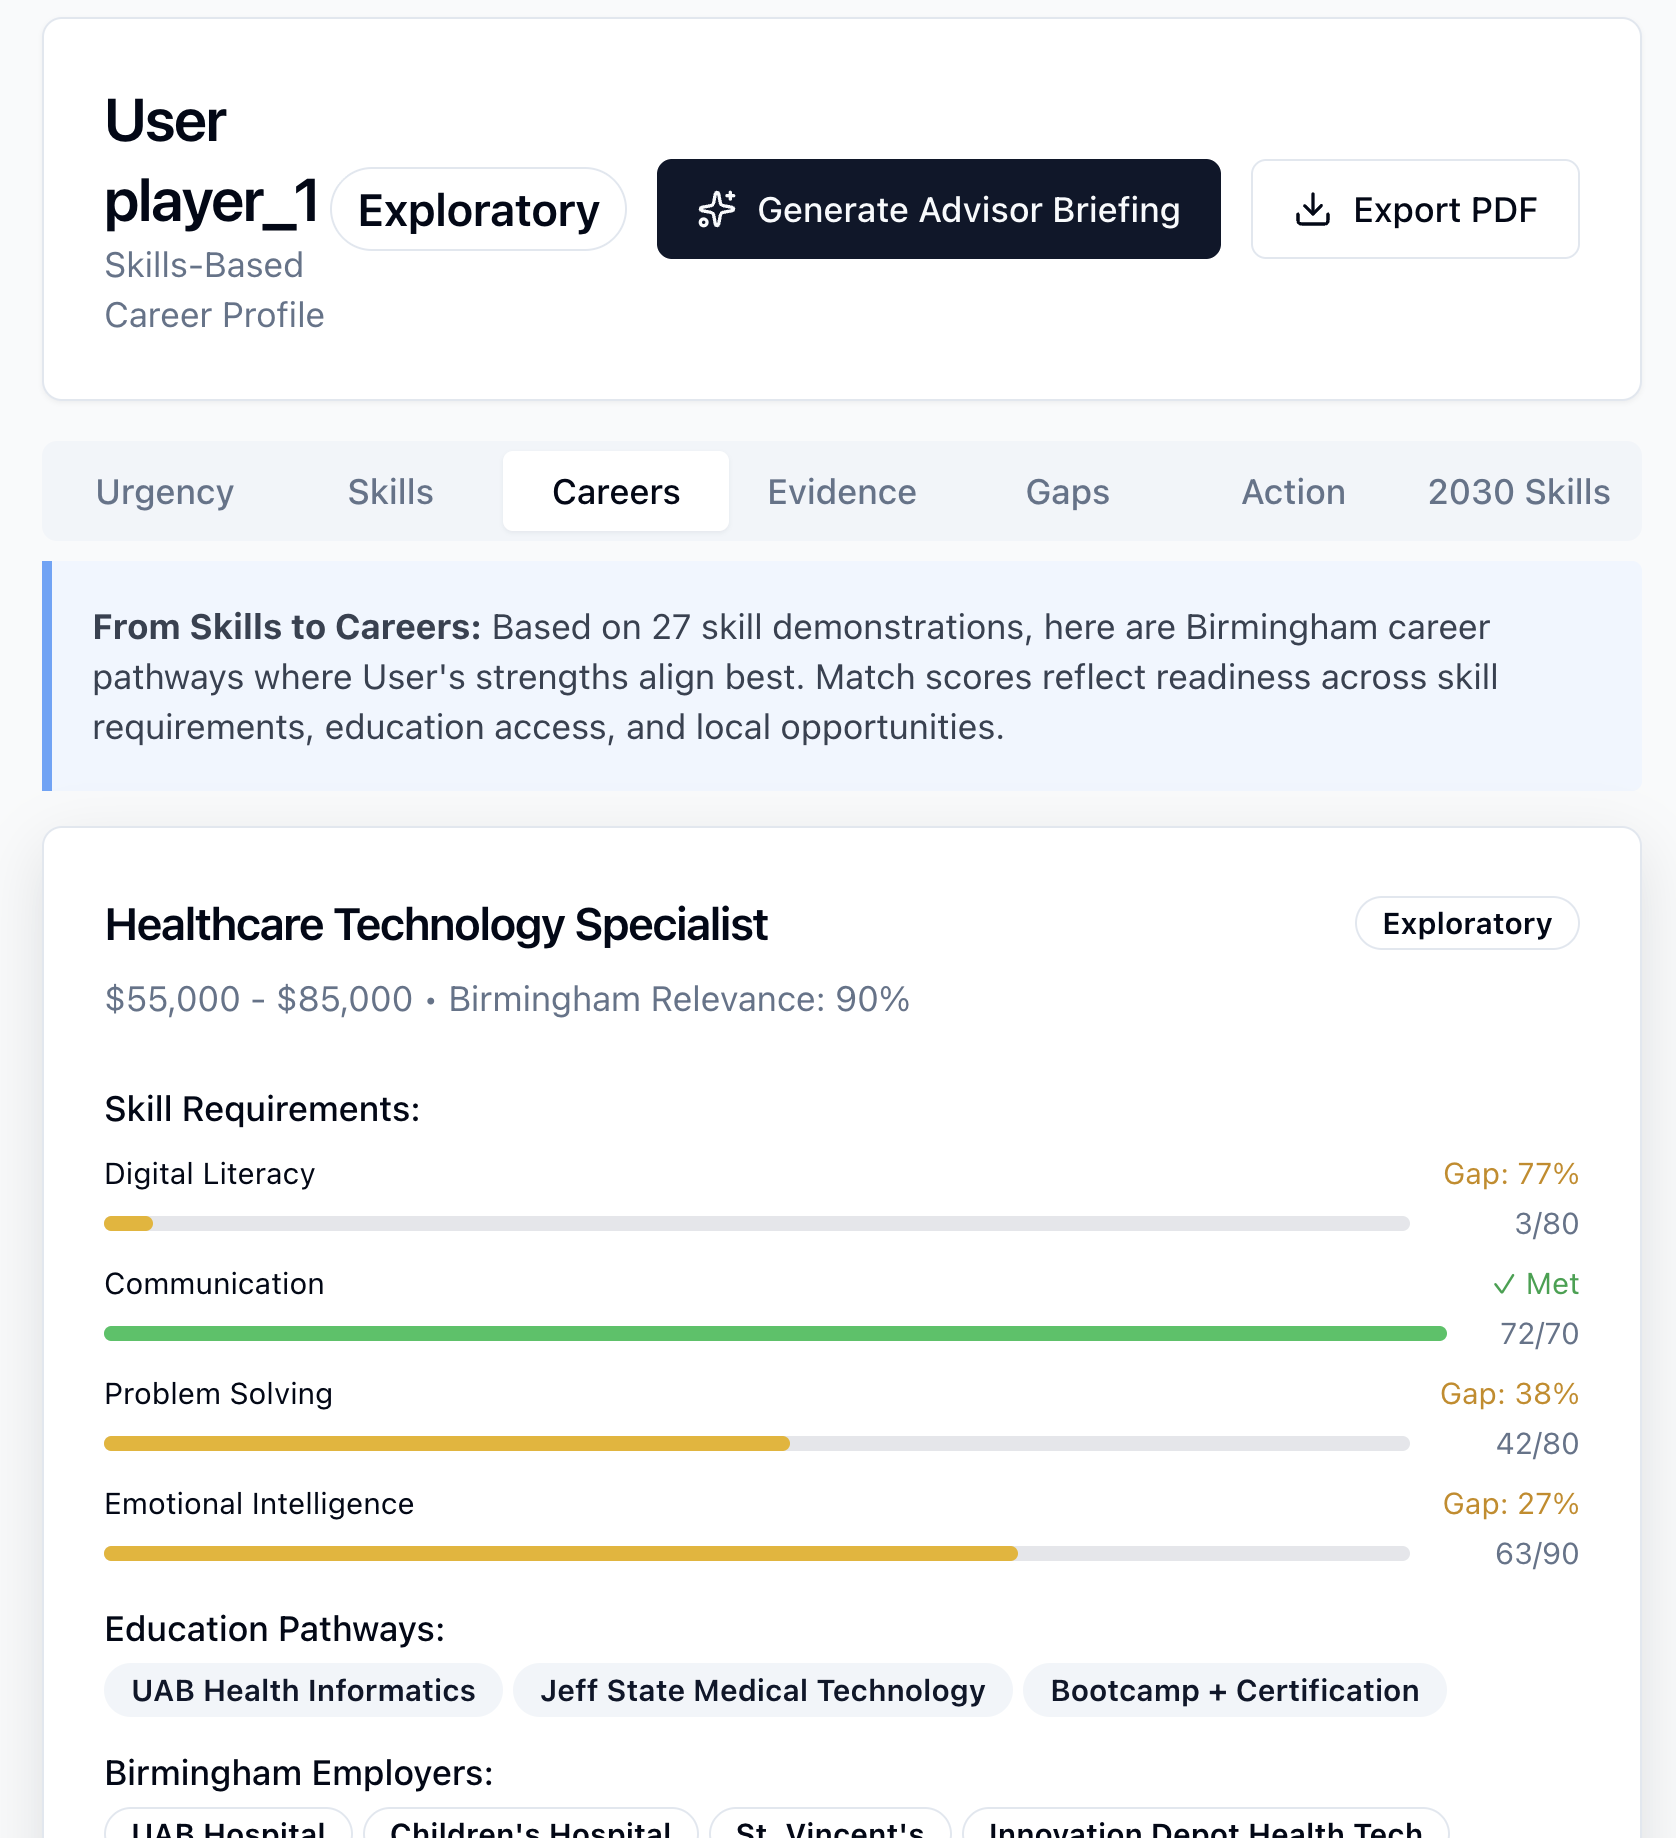 User
player_1
Exploratory
Generate Advisor Briefing
Export PDF
Skills-Based
Career Profile
Urgency
Skills
Careers
Evidence
Gaps
Action
2030 Skills
From Skills to Careers: Based on 27 skill demonstrations, here are Birmingham career
pathways where User's strengths align best. Match scores reflect readiness across skill
requirements, education access, and local opportunities.
Healthcare Technology Specialist
Exploratory
$55,000 - $85,000 • Birmingham Relevance: 90%
Skill Requirements:
Digital Literacy
Gap: 77%
3/80
Communication
✓ Met
72/70
Problem Solving
Gap: 38%
42/80
Emotional Intelligence
Gap: 27%
63/90
Education Pathways:
UAB Health Informatics
Jeff State Medical Technology
Bootcamp + Certification
Birmingham Employers:
UAB Hospital
Children's Hospital
St. Vincent's
Innovation Depot Health Tech